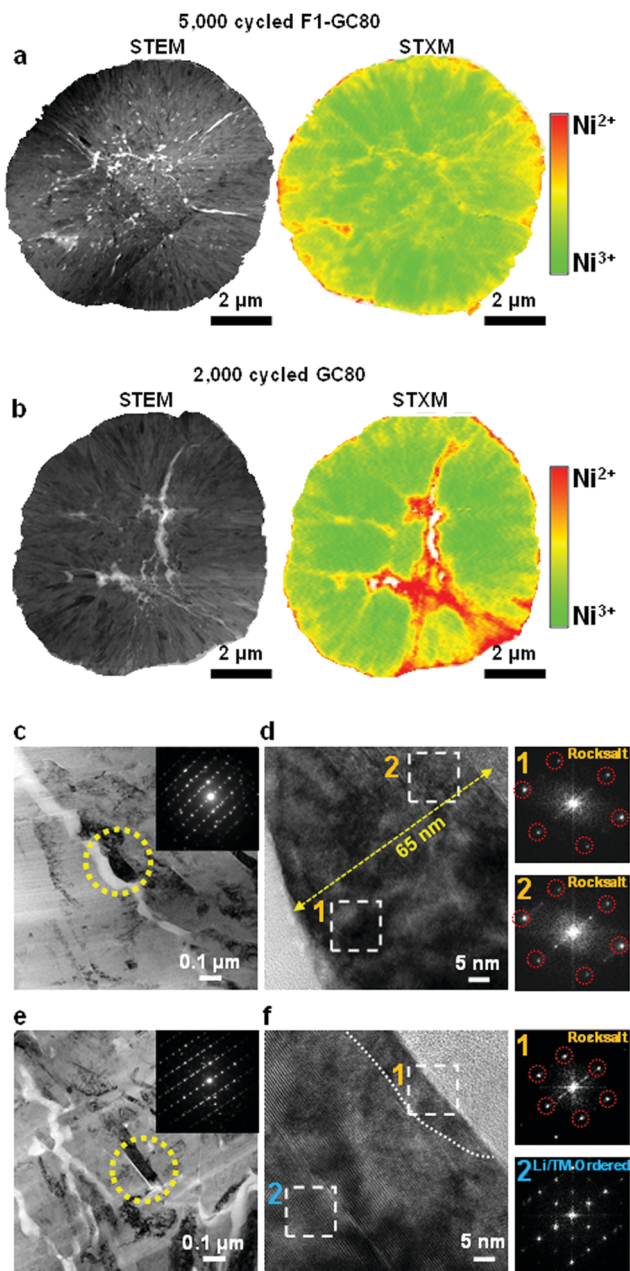 5,000 cycled F1-GC80
STEM STXM
a
Ni2+
Ni3+
2 µm 2 µm
2,000 cycled GC80
STEM STXM
b
Ni2+
Ni3+
2 µm 2 µm
c
0.1 µm
d
2
65 nm
1
5 nm
1 Rocksalt
2 Rocksalt
e
0.1 µm
f
1
2
5 nm
1 Rocksalt
2 Li/TM Ordered